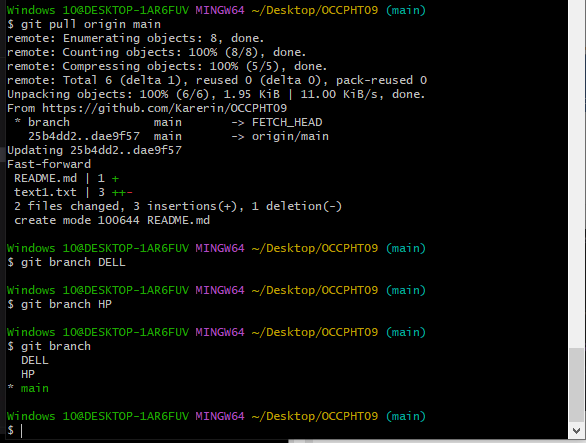 Windows 10@DESKTOP-1AR6FUV MINGW64 ~/Desktop/OCCPHT09 (main)
$ git pull origin main
remote: Enumerating objects: 8, done.
remote: Counting objects: 100% (8/8), done.
remote: Compressing objects: 100% (5/5), done.
remote: Total 6 (delta 1), reused 0 (delta 0), pack-reused 0
Unpacking objects: 100% (6/6), 1.95 KiB | 11.00 KiB/s, done.
From https://github.com/Karerin/OCCPHT09
 * branch            main       -> FETCH_HEAD
   25b4dd2..dae9f57  main       -> origin/main
Updating 25b4dd2..dae9f57
Fast-forward
 README.md | 1 +
 text1.txt | 3 ++-
 2 files changed, 3 insertions(+), 1 deletion(-)
 create mode 100644 README.md
Windows 10@DESKTOP-1AR6FUV MINGW64 ~/Desktop/OCCPHT09 (main)
$ git branch DELL
Windows 10@DESKTOP-1AR6FUV MINGW64 ~/Desktop/OCCPHT09 (main)
$ git branch HP
Windows 10@DESKTOP-1AR6FUV MINGW64 ~/Desktop/OCCPHT09 (main)
$ git branch
  DELL
  HP
* main
Windows 10@DESKTOP-1AR6FUV MINGW64 ~/Desktop/OCCPHT09 (main)
$